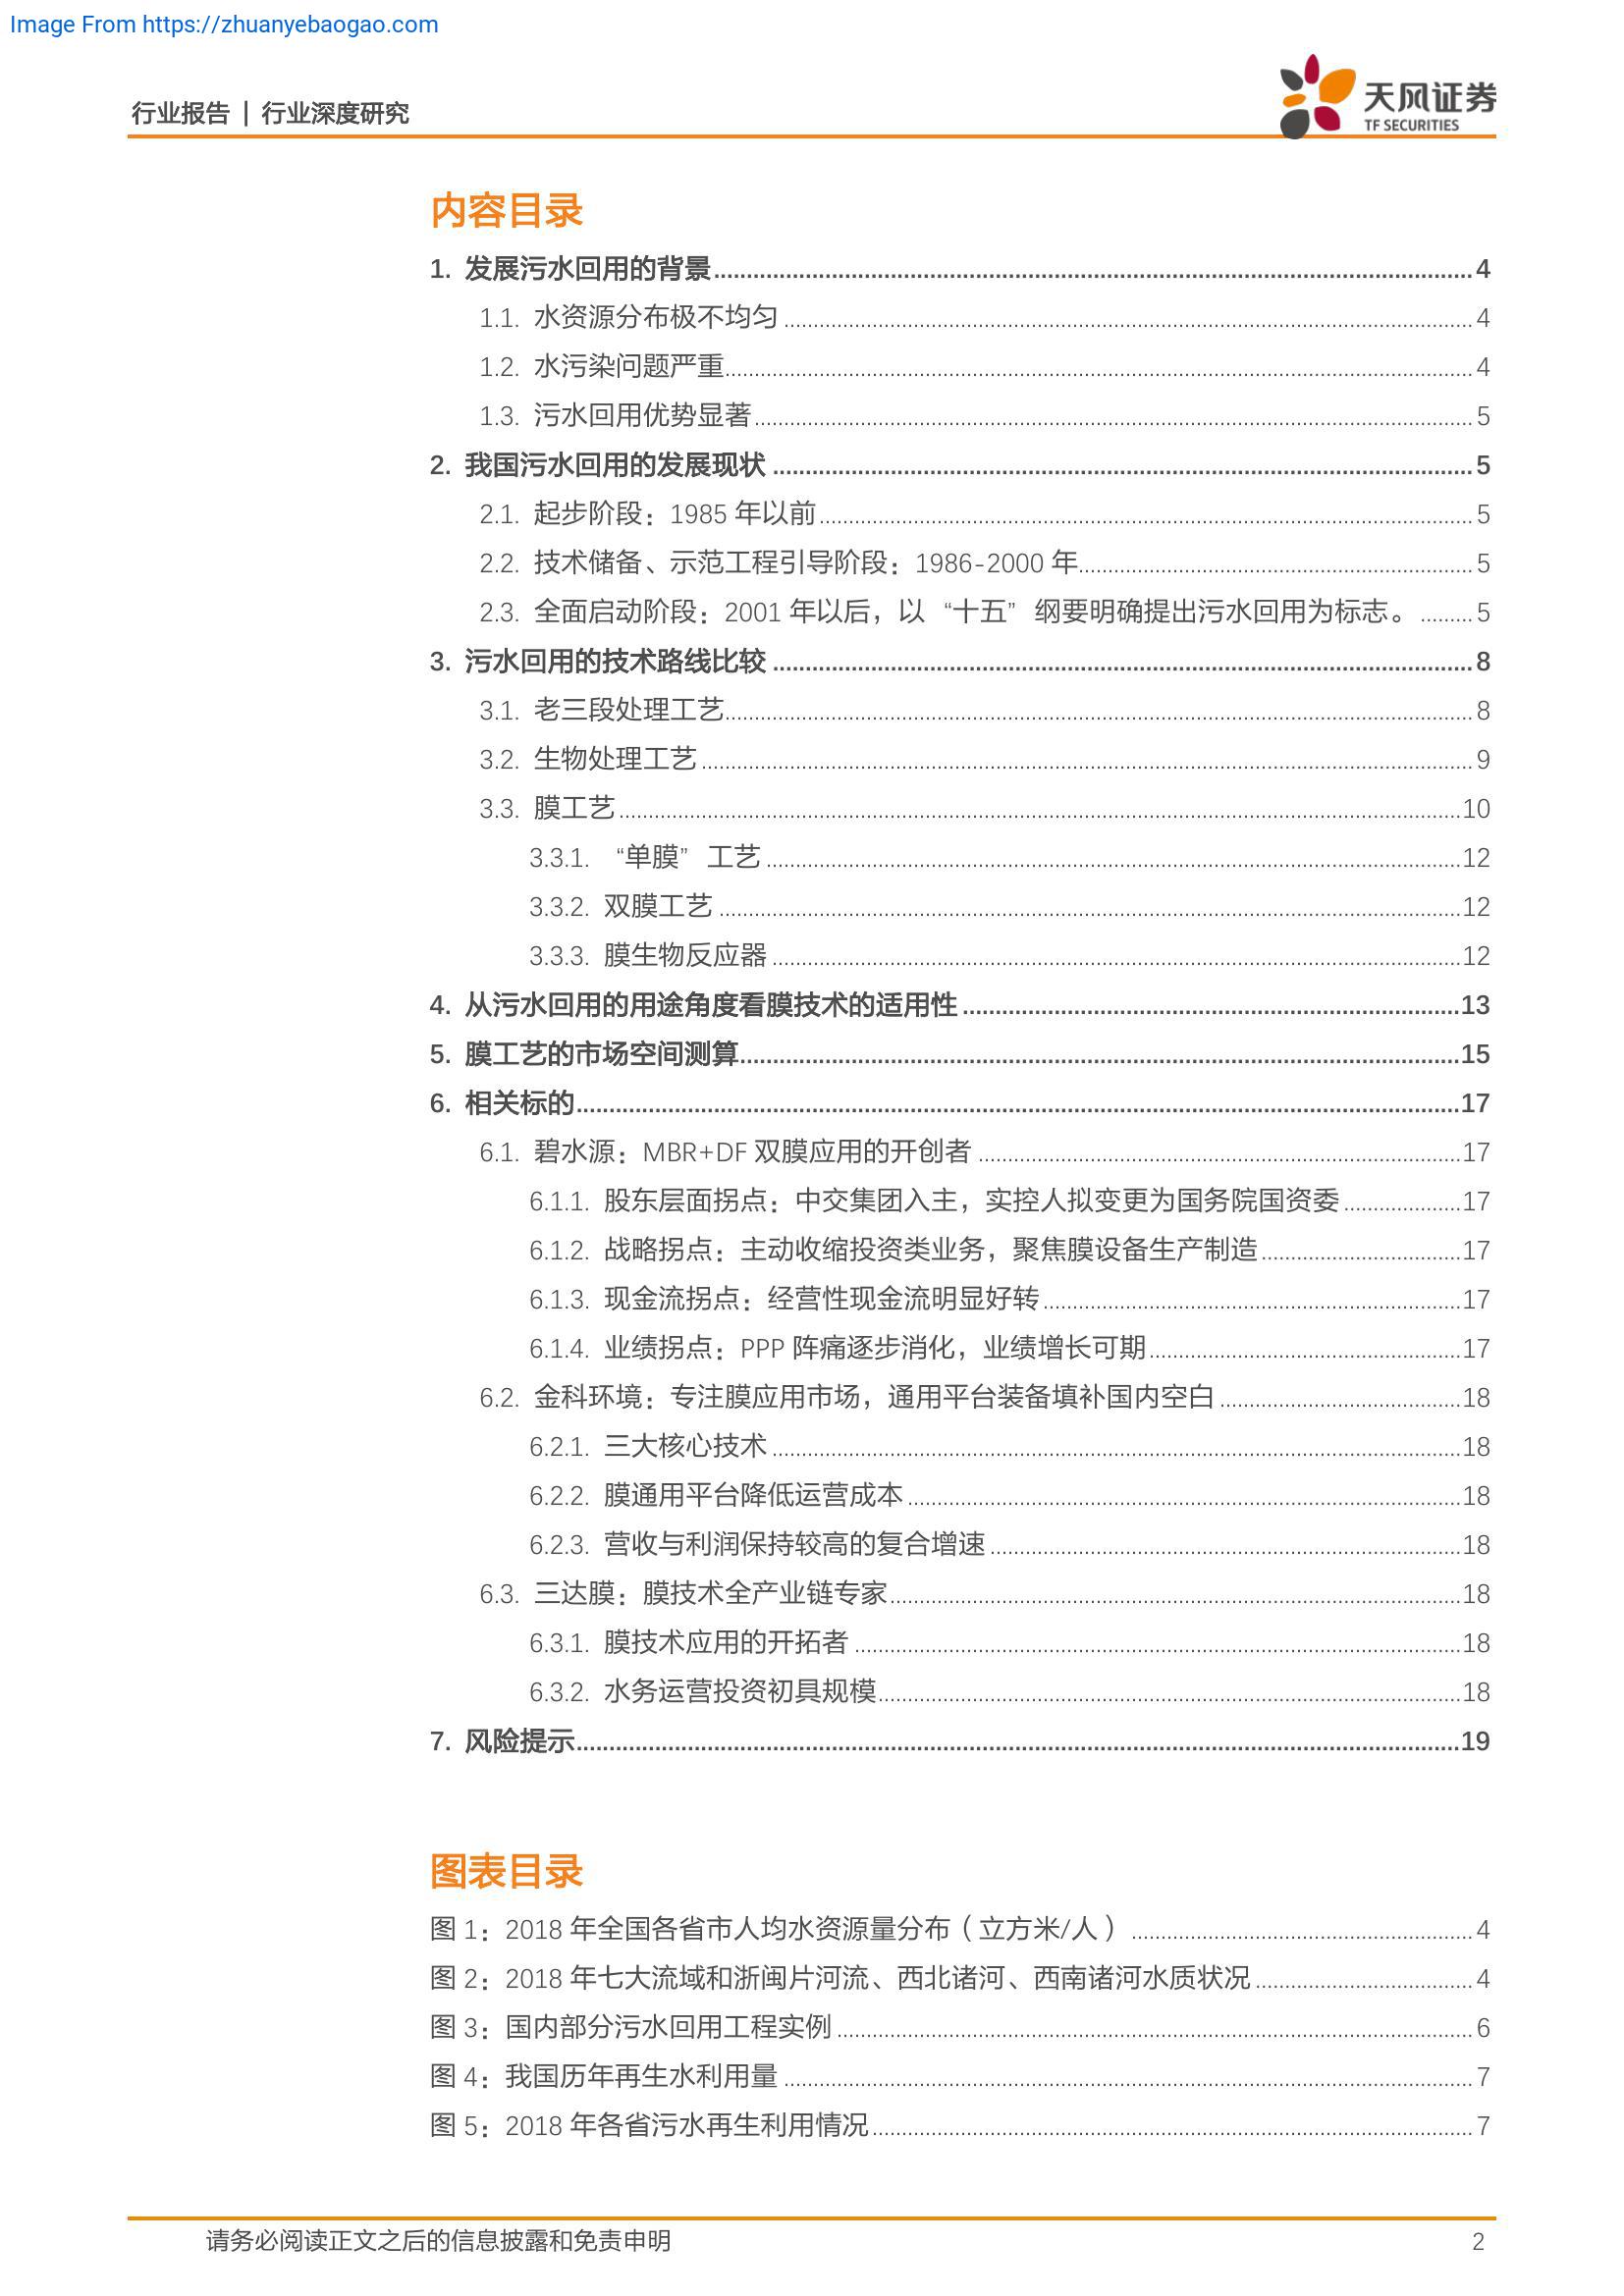 Image From https://zhuanyebaogao.com
行业报告 | 行业深度研究
天风证券
TF SECURITIES
内容目录
1. 发展污水回用的背景 4
1.1. 水资源分布极不均匀 4
1.2. 水污染问题严重 4
1.3. 污水回用优势显著 5
2. 我国污水回用的发展现状 5
2.1. 起步阶段：1985 年以前 5
2.2. 技术储备、示范工程引导阶段：1986-2000 年 5
2.3. 全面启动阶段：2001 年以后，以 “十五” 纲要明确提出污水回用为标志。 5
3. 污水回用的技术路线比较 8
3.1. 老三段处理工艺 8
3.2. 生物处理工艺 9
3.3. 膜工艺 10
3.3.1. “单膜” 工艺 12
3.3.2. 双膜工艺 12
3.3.3. 膜生物反应器 12
4. 从污水回用的用途角度看膜技术的适用性 13
5. 膜工艺的市场空间测算 15
6. 相关标的 17
6.1. 碧水源：MBR+DF 双膜应用的开创者 17
6.1.1. 股东层面拐点：中交集团入主，实控人拟变更为国务院国资委 17
6.1.2. 战略拐点：主动收缩投资类业务，聚焦膜设备生产制造 17
6.1.3. 现金流拐点：经营性现金流明显好转 17
6.1.4. 业绩拐点：PPP 阵痛逐步消化，业绩增长可期 17
6.2. 金科环境：专注膜应用市场，通用平台装备填补国内空白 18
6.2.1. 三大核心技术 18
6.2.2. 膜通用平台降低运营成本 18
6.2.3. 营收与利润保持较高的复合增速 18
6.3. 三达膜：膜技术全产业链专家 18
6.3.1. 膜技术应用的开拓者 18
6.3.2. 水务运营投资初具规模 18
7. 风险提示 19
图表目录
图 1：2018 年全国各省市人均水资源量分布（立方米/人） 4
图 2：2018 年七大流域和浙闽片河流、西北诸河、西南诸河水质状况 4
图 3：国内部分污水回用工程实例 6
图 4：我国历年再生水利用量 7
图 5：2018 年各省污水再生利用情况 7
请务必阅读正文之后的信息披露和免责申明 2